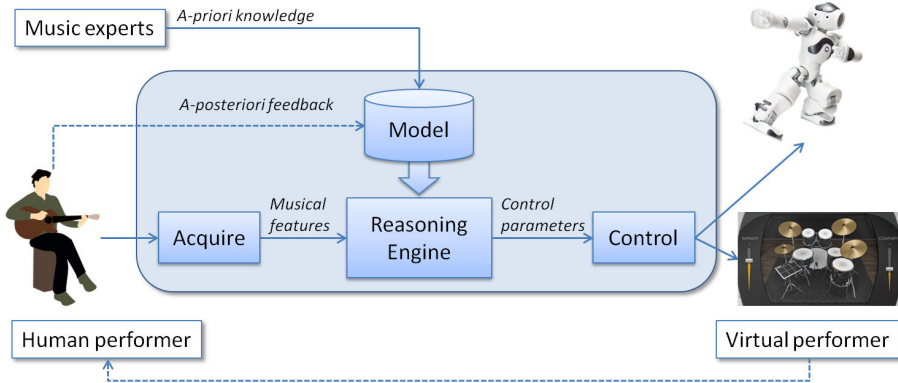 A-priori knowledge
Music experts
A-posteriori feedback
Model
Musical
features
Control
parameters
Acquire
Reasoning
Engine
Control
Human performer
Virtual performer